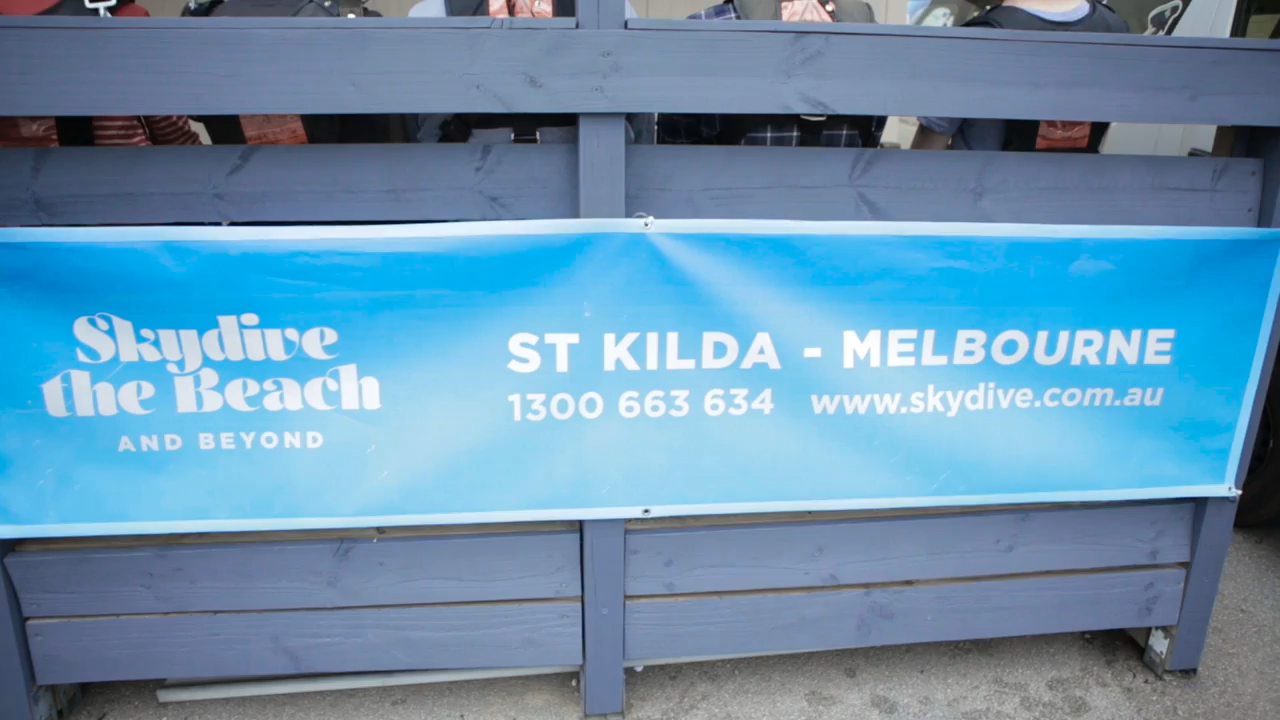 Skydive
the Beach
AND BEYOND
ST KILDA - MELBOURNE
1300 663 634 www.skydive.com.au